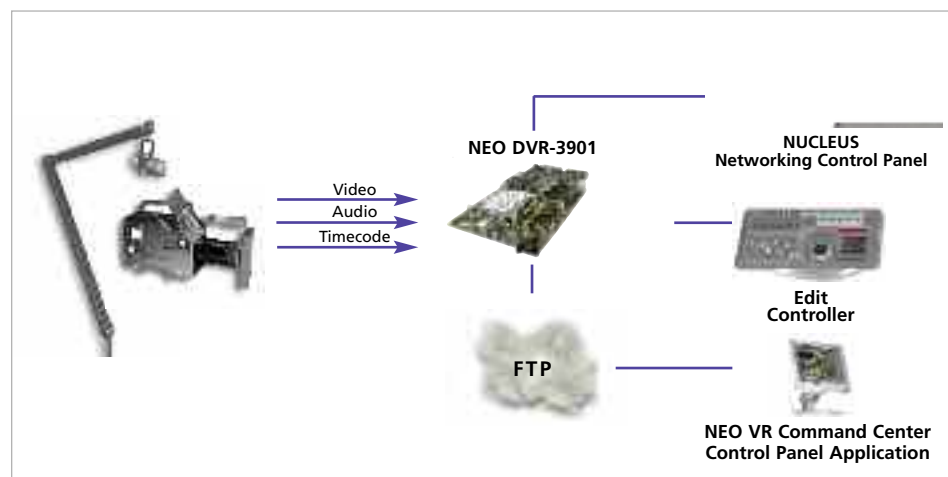 NEO DVR-3901
NUCLEUS
Networking Control Panel
Video
Audio
Timecode
Edit
Controller
FTP
NEO VR Command Center
Control Panel Application